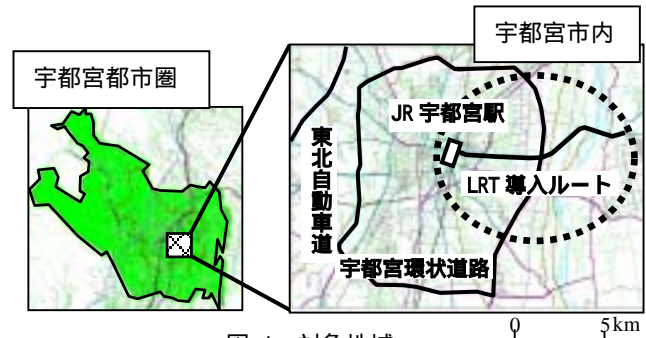 宇都宮市内
宇都宮都市圏
JR 宇都宮駅
東北自動車道
LRT 導入ルート
宇都宮環状道路
0 5km